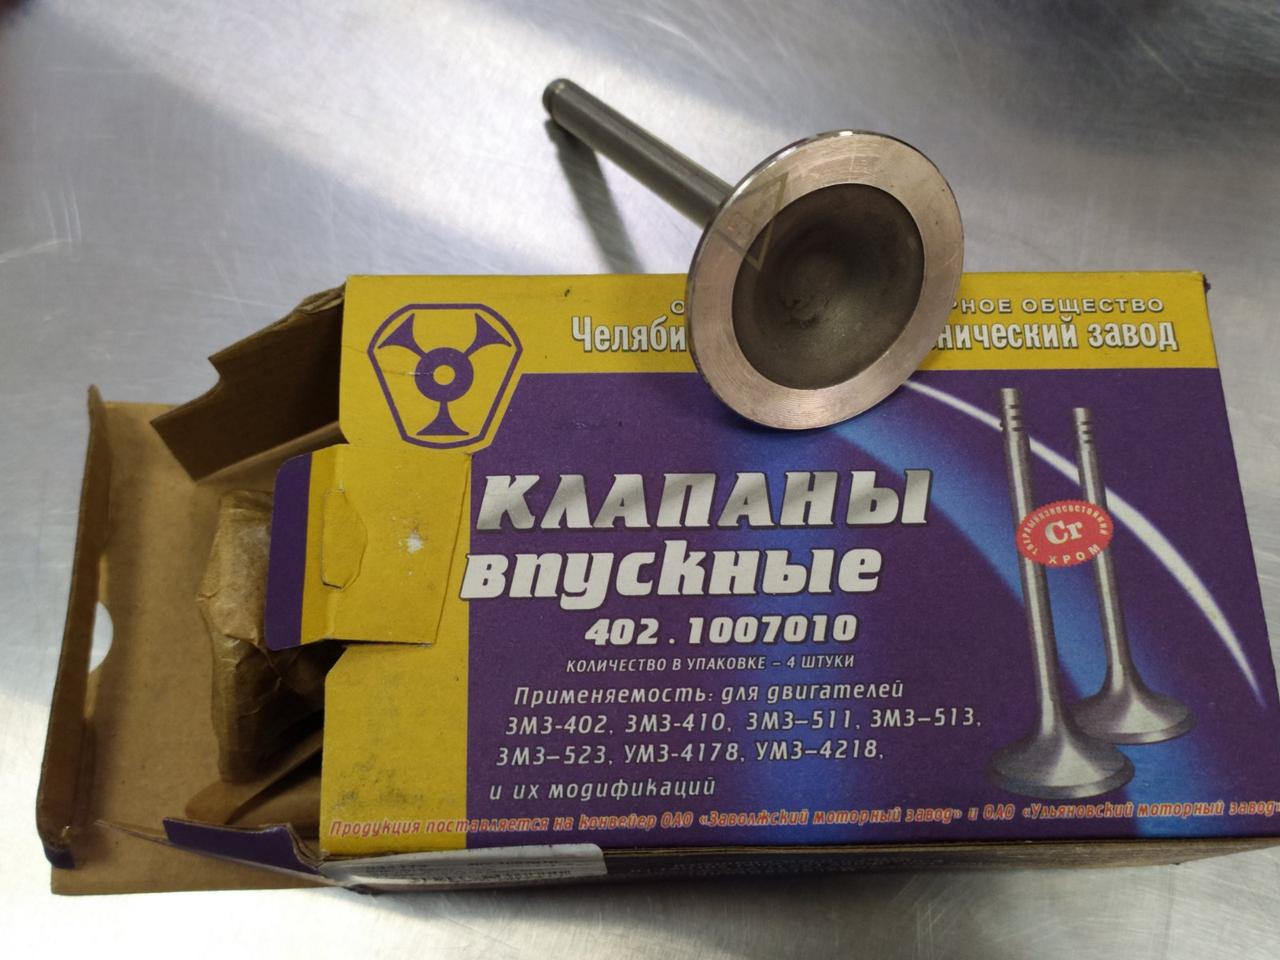 НОЕ ОБЩЕСТВО
Челяби нический завод
КЛАПАНЫ
впускные
402.1007010
КОЛИЧЕСТВО В УПАКОВКЕ – 4 ШТУКИ
Применяемость: для двигателей
ЗМЗ-402, ЗМЗ-410, ЗМЗ–511, ЗМЗ–513,
ЗМЗ–523, УМЗ-4178, УМЗ–4218,
и их модификаций
Cr
ХРОМ
Продукция поставляется на конвейер ОАО «Заволжский моторный завод» и ОАО «Ульяновский моторный завод»